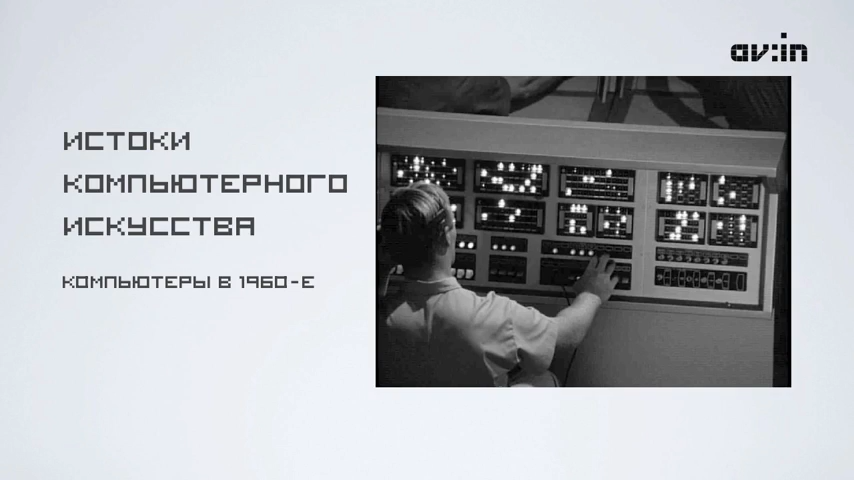 av:in
ИСТОКИ
КОМПЬЮТЕРНОГО
ИСКУССТВА
КОМПЬЮТЕРЫ В 1960-Е